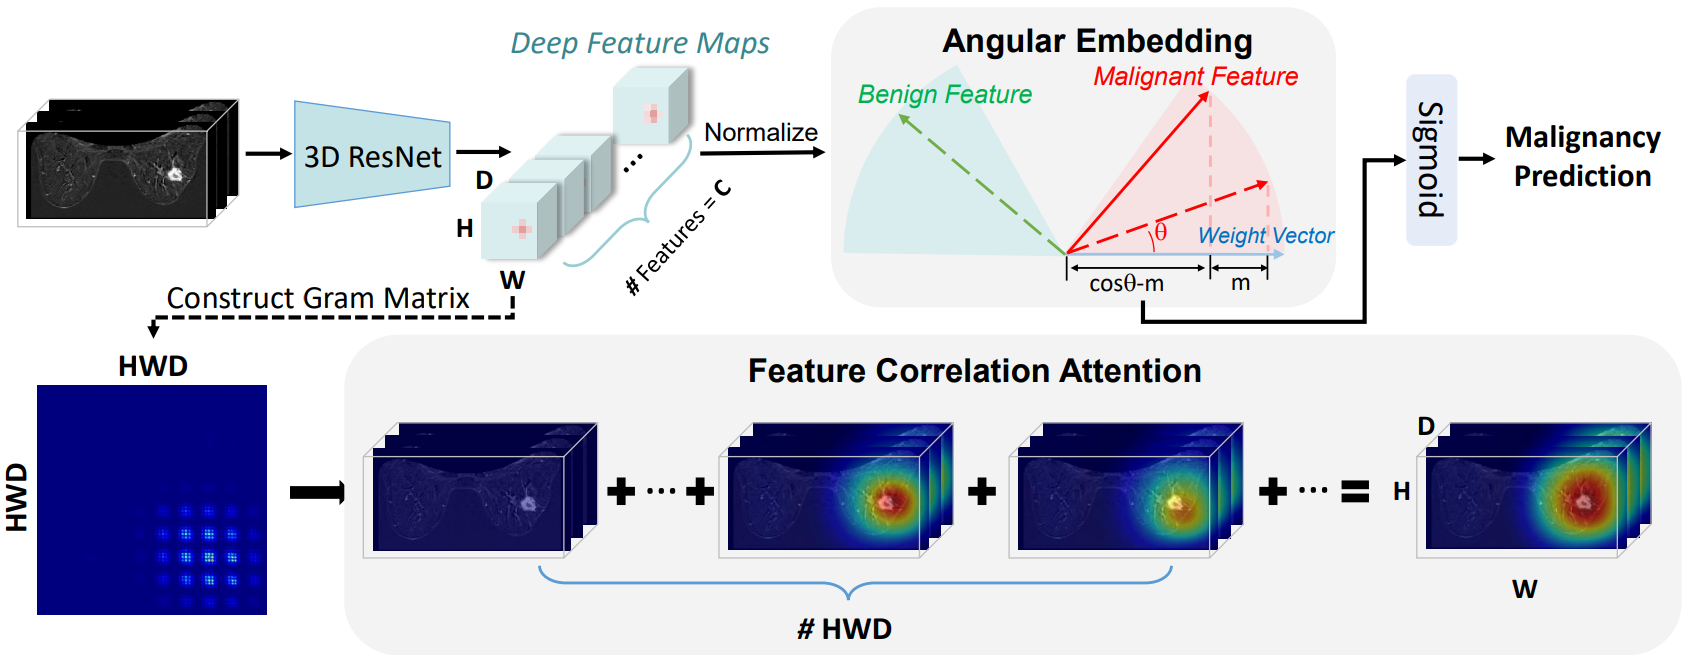 Deep Feature Maps
3D ResNet
D
H
W
# Features = C
Normalize
Angular Embedding
Benign Feature
Malignant Feature
θ
Weight Vector
cosθ-m
m
Sigmoid
Malignancy
Prediction
Construct Gram Matrix
HWD
HWD
Feature Correlation Attention
+ ... +
+
+ ... =
# HWD
D
H
W